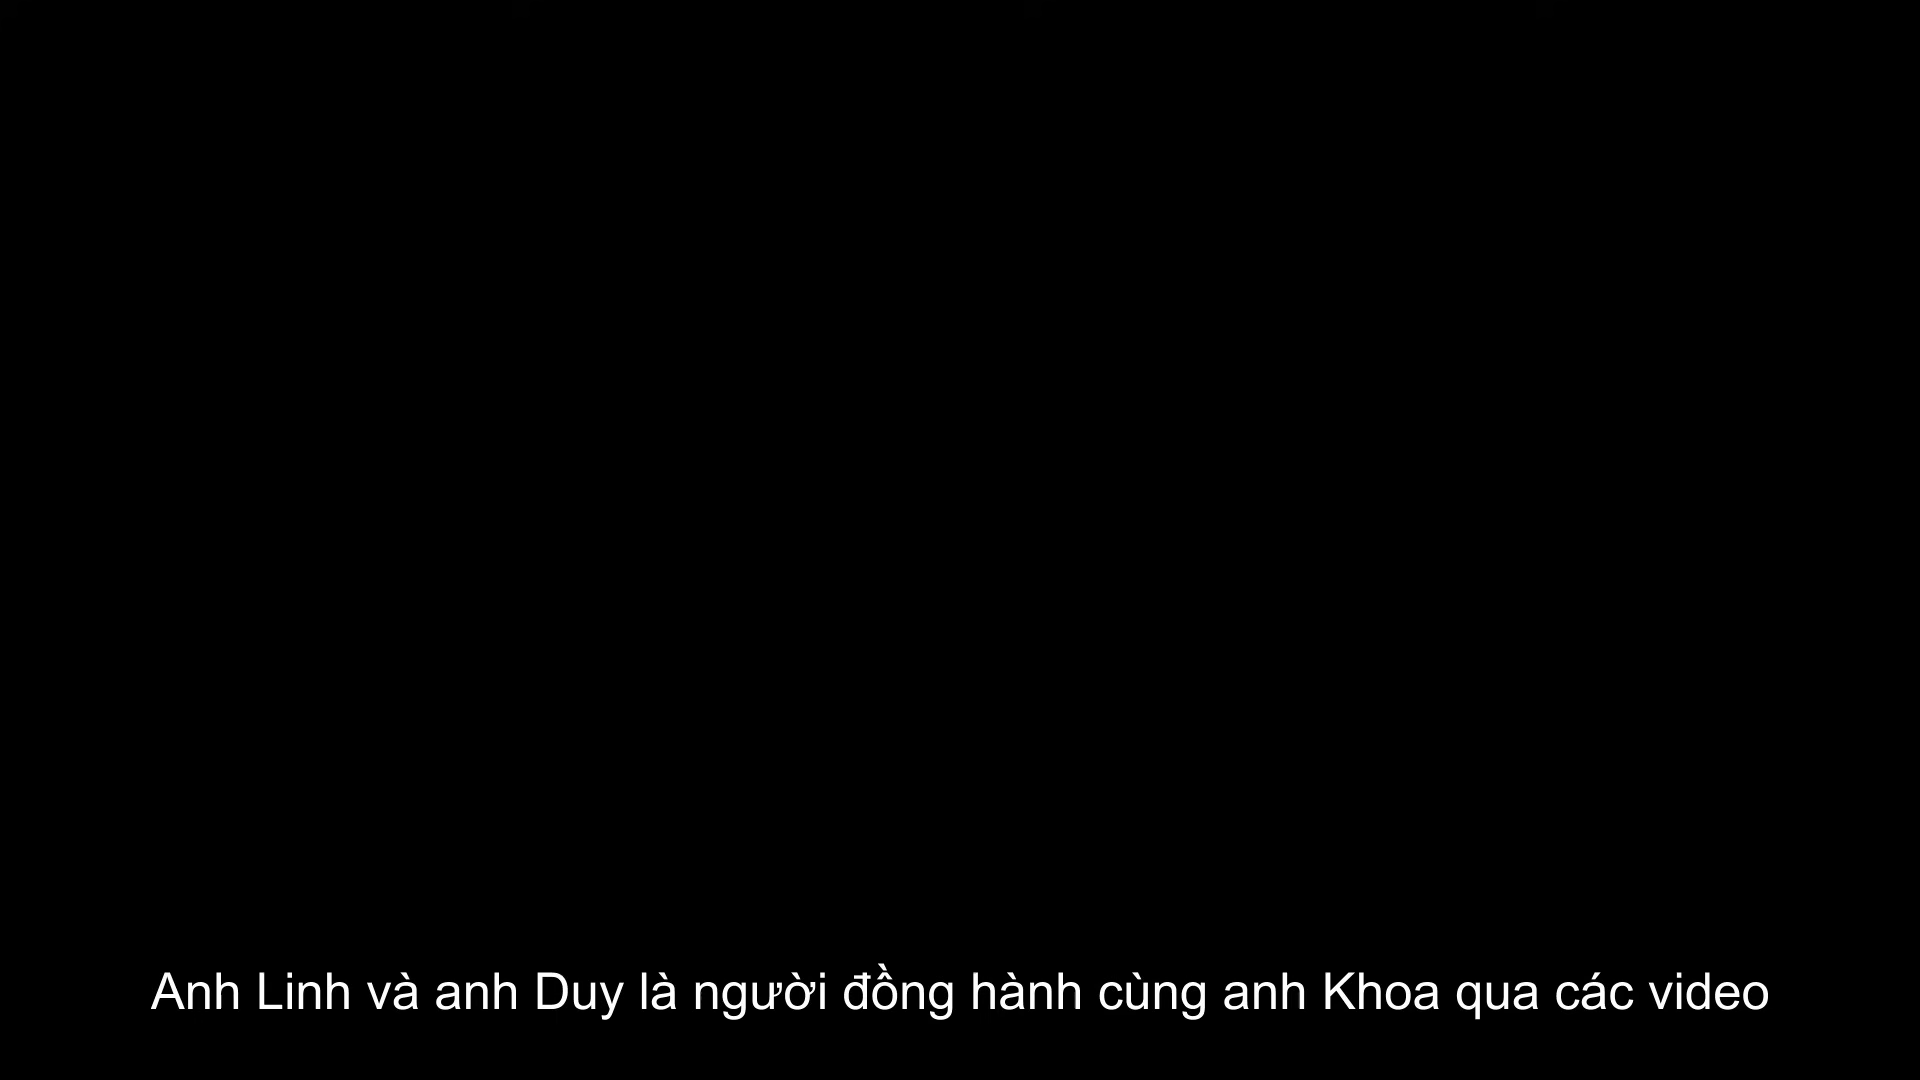 Anh Linh và anh Duy là người đồng hành cùng anh Khoa qua các video